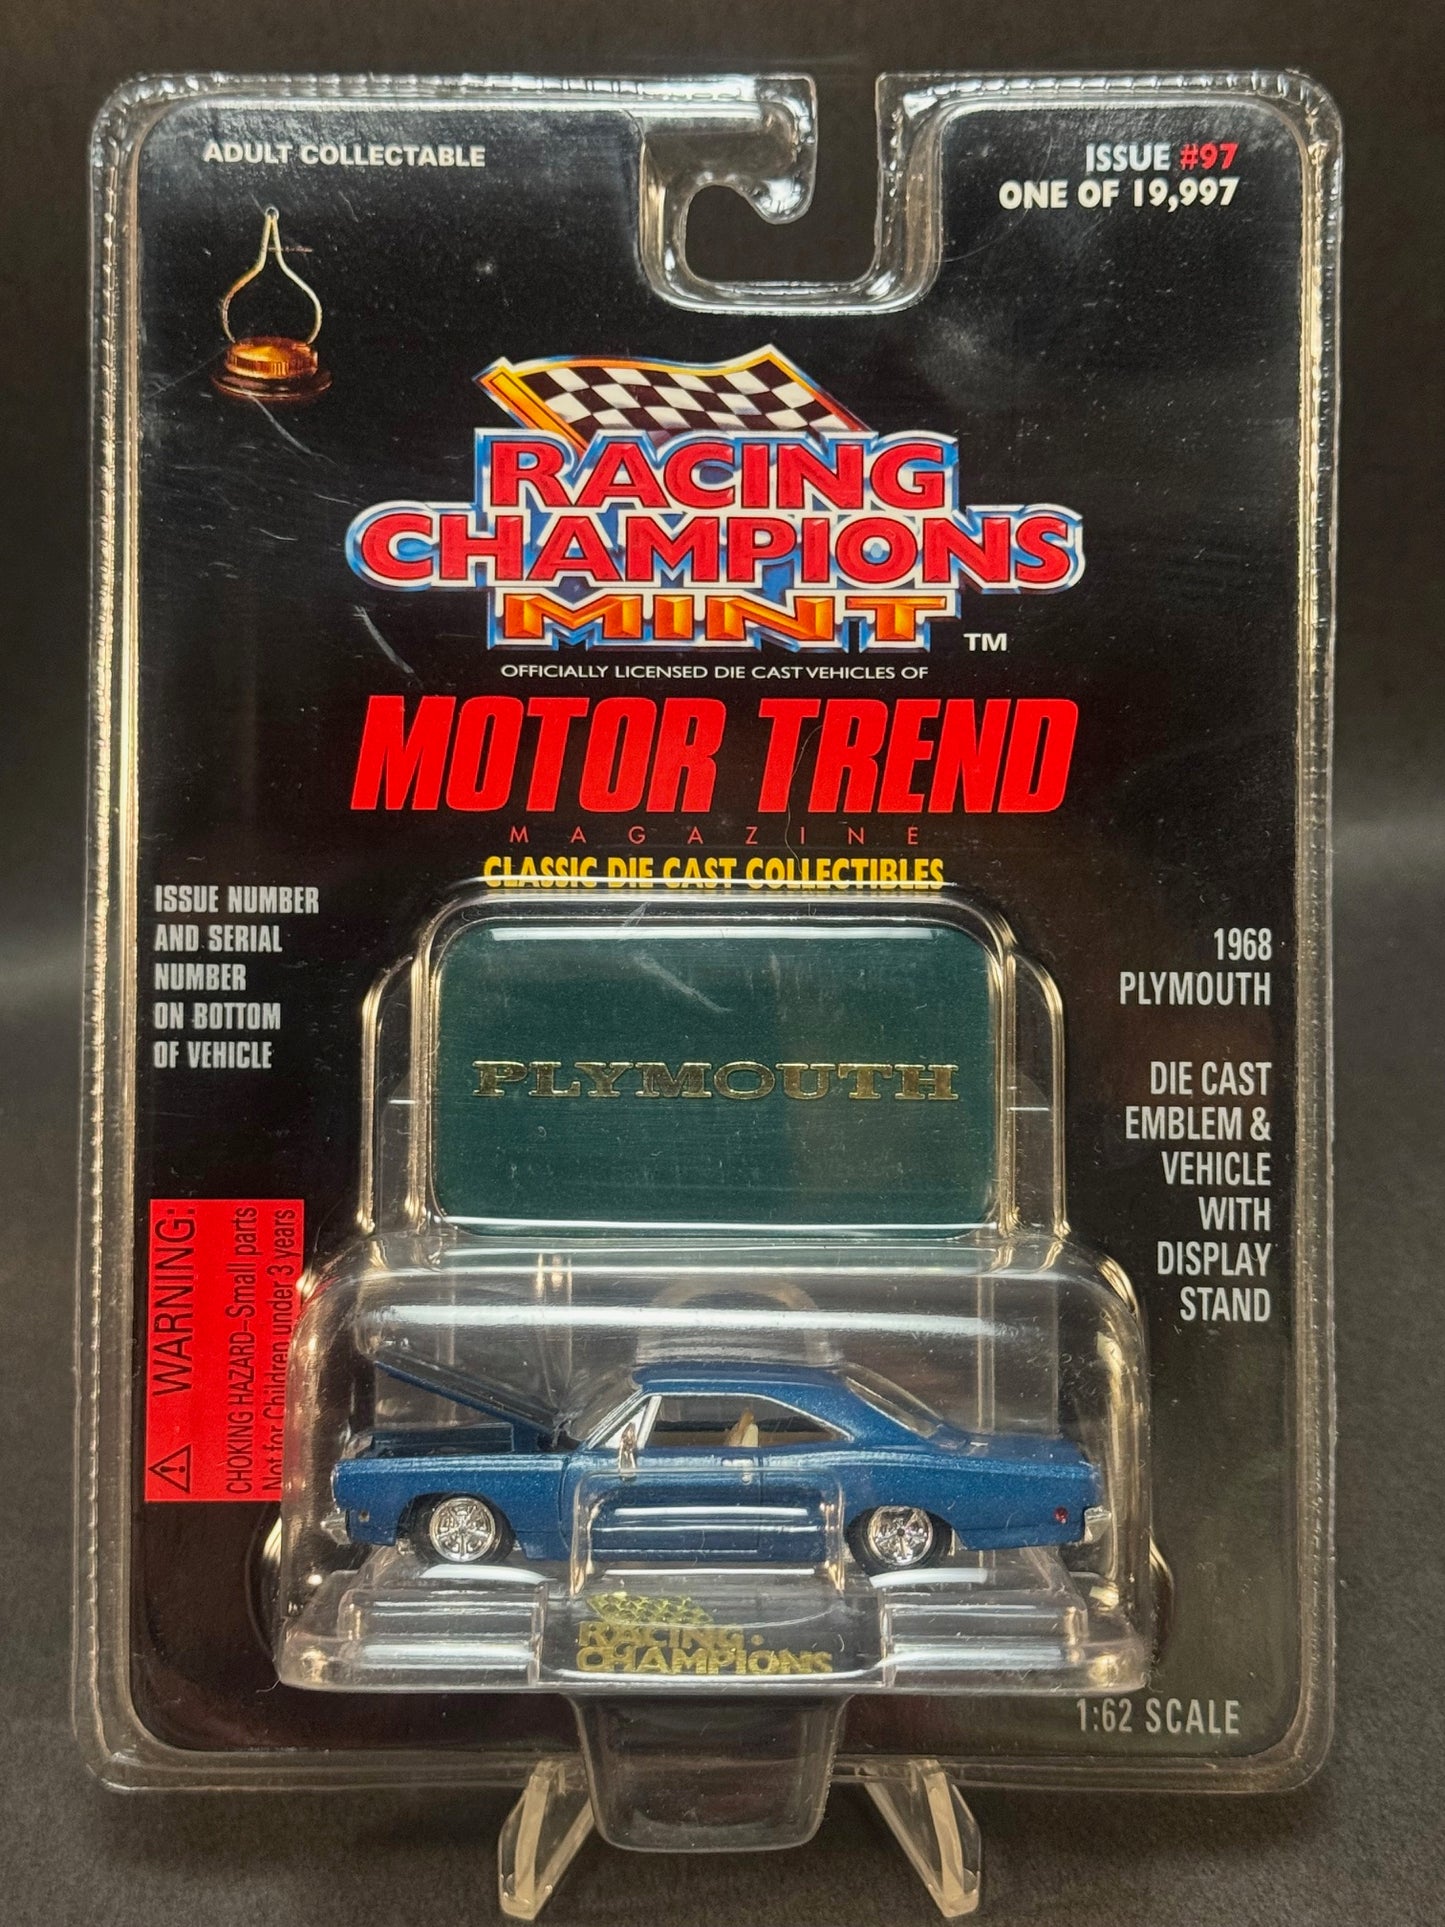 ADULT COLLECTABLE
ISSUE #97
ONE OF 19,997
RACING
CHAMPIONS
MINT TM
OFFICIALLY LICENSED DIE CAST VEHICLES OF
MOTOR TREND
MAGAZINE
CLASSIC DIE CAST COLLECTIBLES
ISSUE NUMBER
AND SERIAL
NUMBER
ON BOTTOM
OF VEHICLE
1968
PLYMOUTH
DIE CAST
EMBLEM &
VEHICLE
WITH
DISPLAY
STAND
PLYMOUTH
WARNING:
CHOKING HAZARD–Small parts
Not for Children under 3 years
RACING
CHAMPIONS
1:62 SCALE